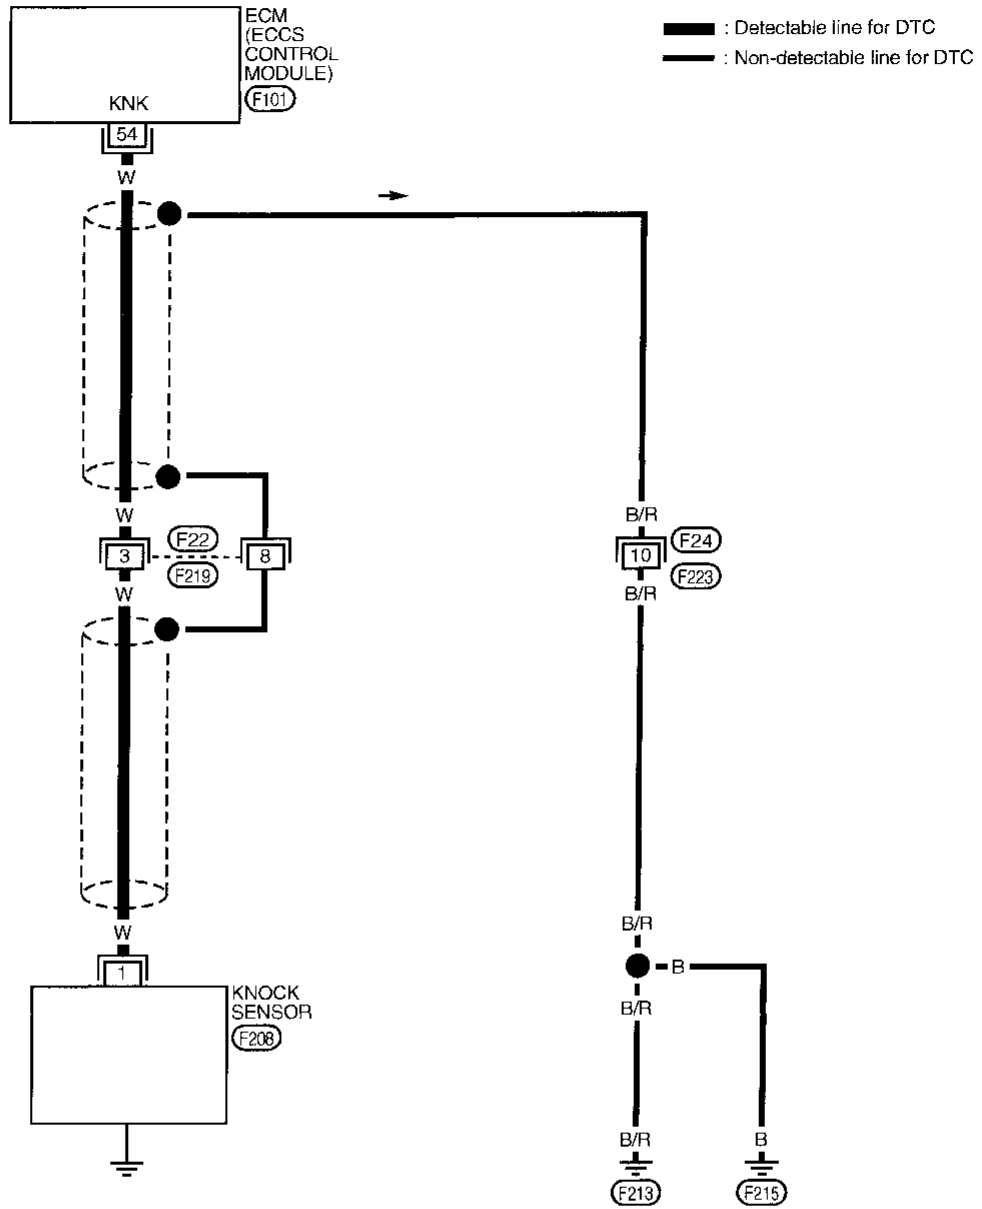 ECM
(ECCS
CONTROL
MODULE)
F101
KNK
54
: Detectable line for DTC
: Non-detectable line for DTC
W
W
B/R
3
F22
F219
8
10
F24
F223
W
B/R
W
B/R
1
B
KNOCK
SENSOR
F208
B/R
B/R
B
F213
F215